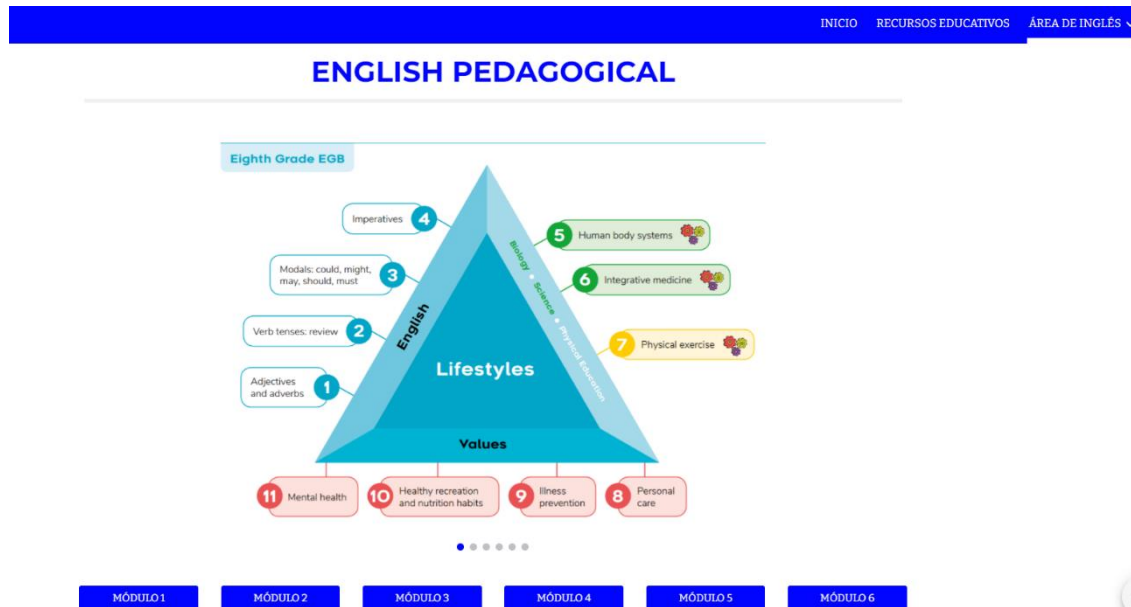 INICIO RECURSOS EDUCATIVOS ÁREA DE INGLÉS
ENGLISH PEDAGOGICAL
Eighth Grade EGB
Imperatives 4
Modals: could, might,
may, should, must 3
Verb tenses: review 2
Adjectives
and adverbs 1
English
Lifestyles
Biology • Science • Physical Education
5 Human body systems
6 Integrative medicine
7 Physical exercise
Values
11 Mental health
10 Healthy recreation
and nutrition habits
9 Illness
prevention
8 Personal
care
MÓDULO 1 MÓDULO 2 MÓDULO 3 MÓDULO 4 MÓDULO 5 MÓDULO 6